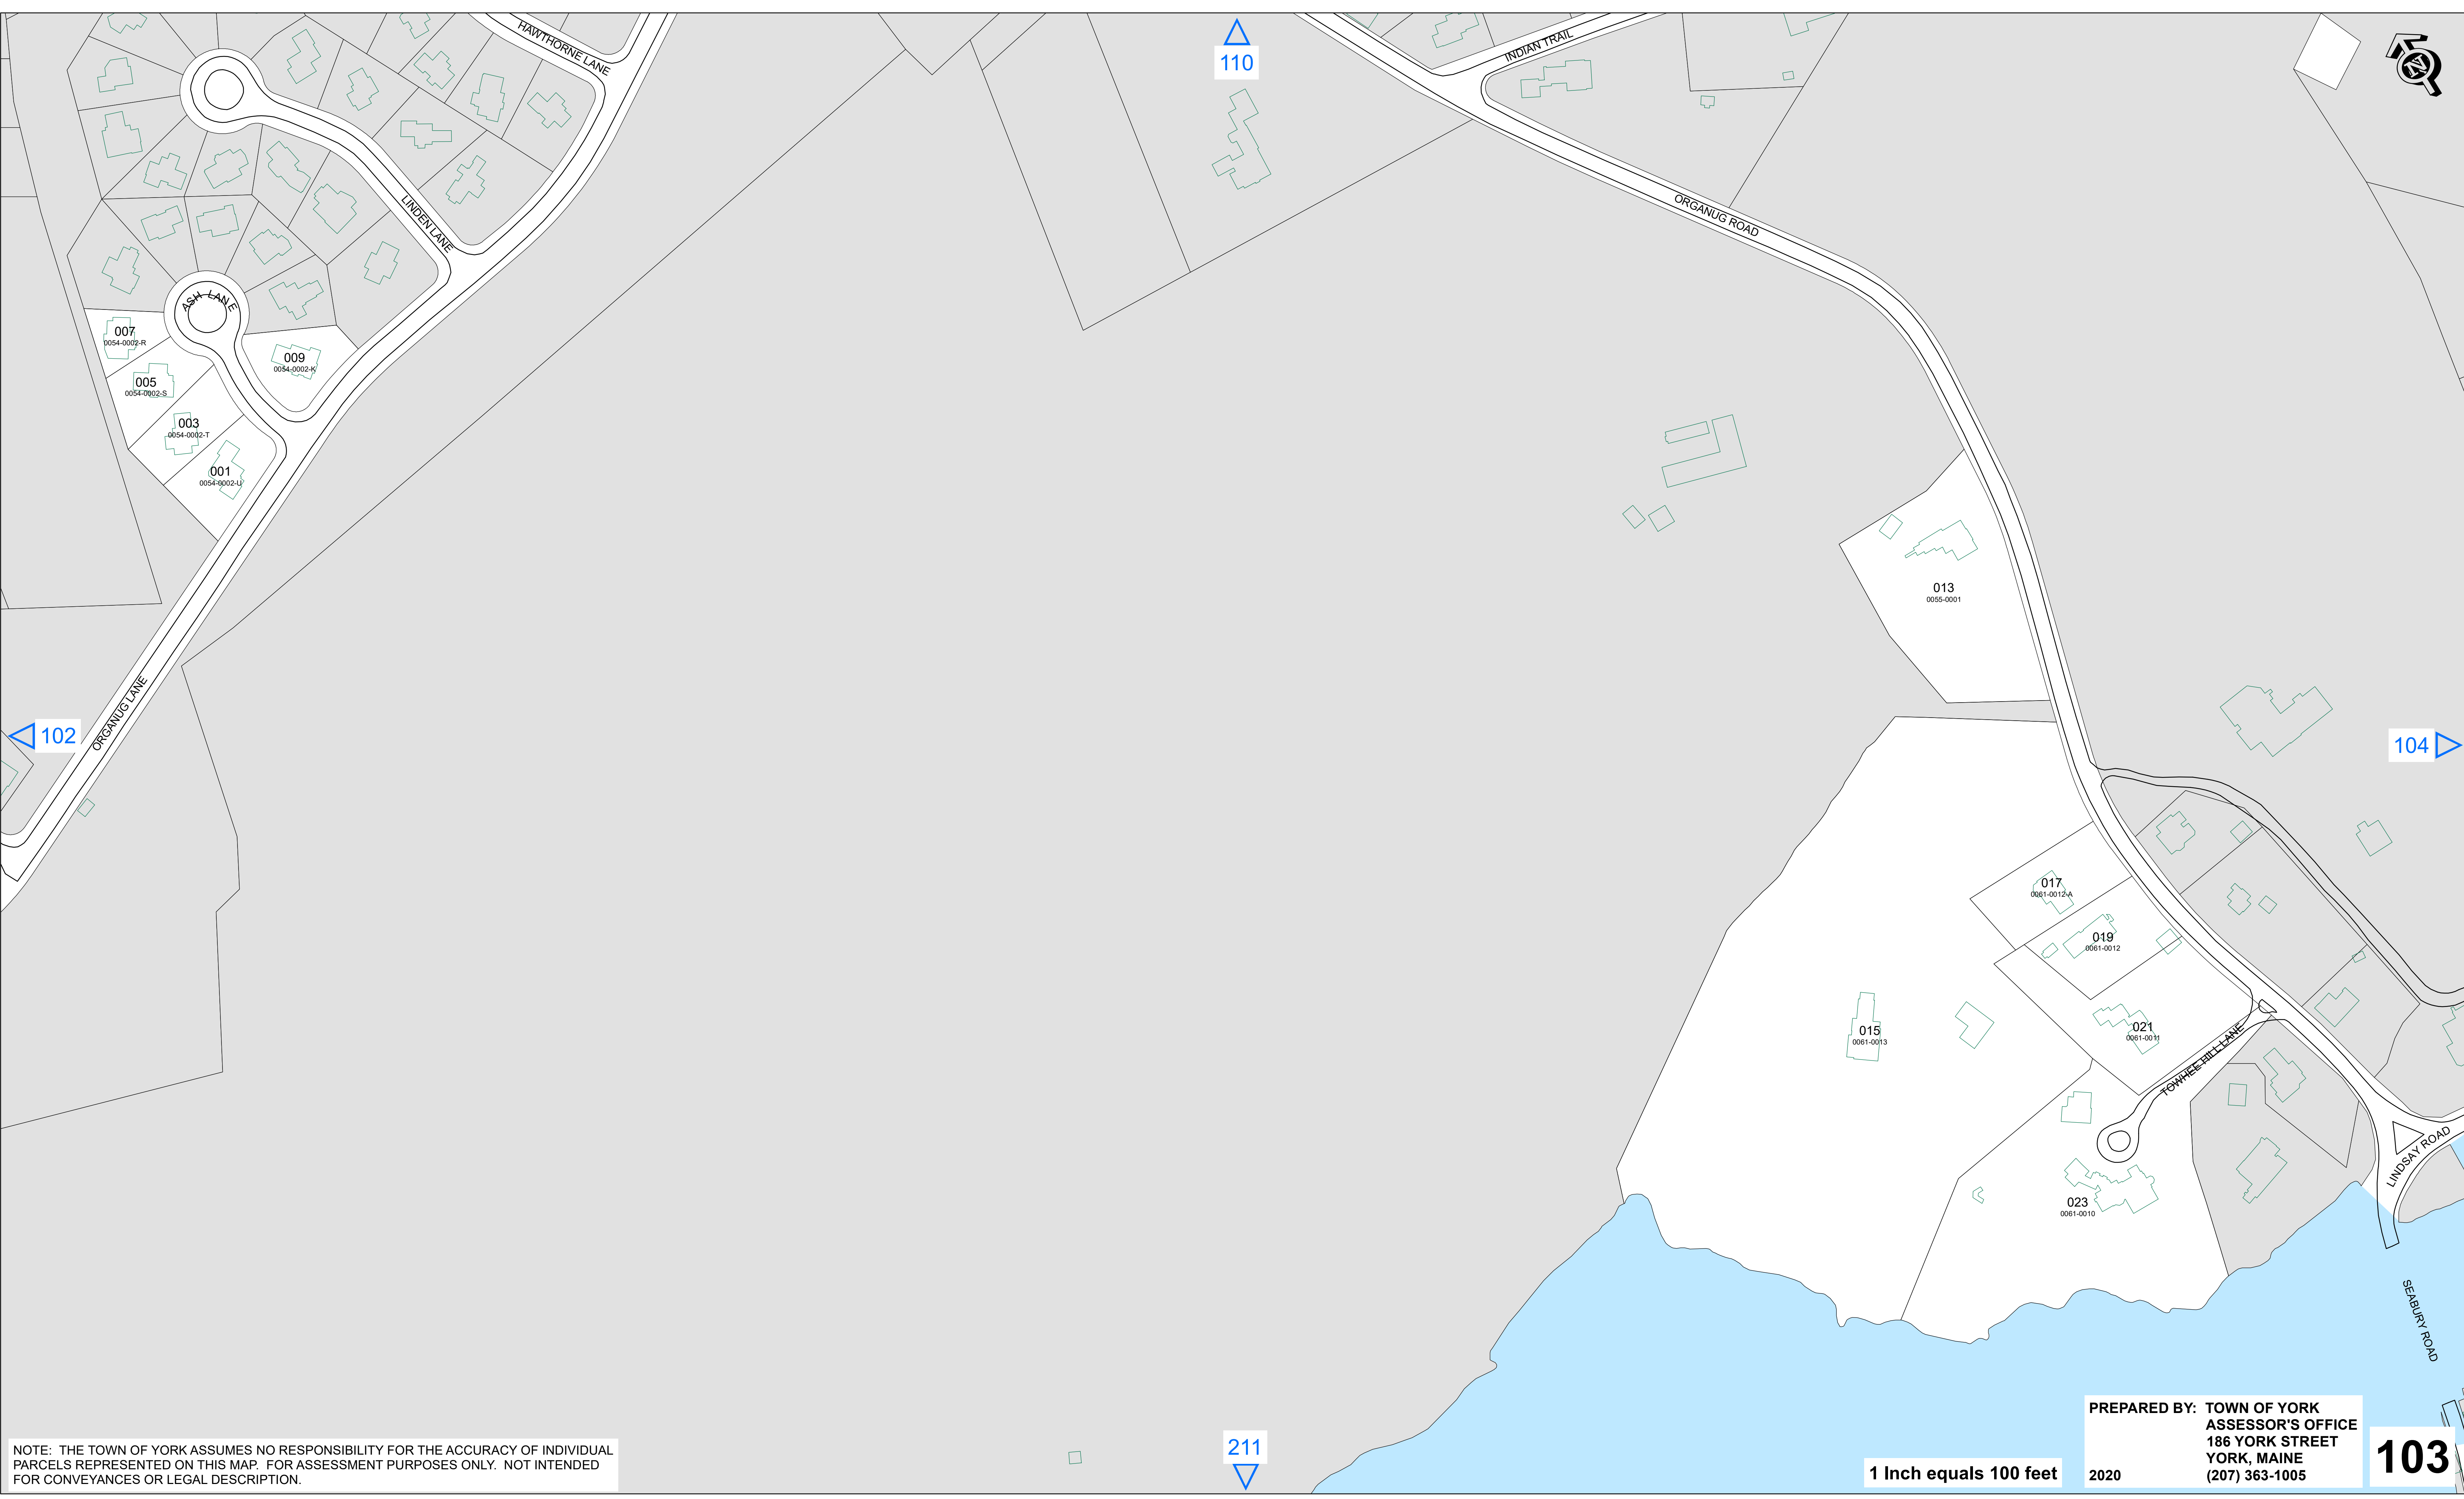 HAWTHORNE LANE
110
INDIAN TRAIL
N
ORGANUG ROAD
LINDEN LANE
ASH LANE
007
0054-0002-R
009
0054-0002-K
005
0054-0002-S
003
0054-0002-T
001
0054-0002-U
013
0055-0001
ORGANUG LANE
102
104
017
0061-0012-A
019
0061-0012
015
0061-0013
021
0061-0011
TOWHEE HILL LANE
LINDSAY ROAD
023
0061-0010
SEABURY ROAD
NOTE: THE TOWN OF YORK ASSUMES NO RESPONSIBILITY FOR THE ACCURACY OF INDIVIDUAL
PARCELS REPRESENTED ON THIS MAP. FOR ASSESSMENT PURPOSES ONLY. NOT INTENDED
FOR CONVEYANCES OR LEGAL DESCRIPTION.
211
1 Inch equals 100 feet
PREPARED BY: TOWN OF YORK
ASSESSOR'S OFFICE
186 YORK STREET
YORK, MAINE
2020 (207) 363-1005
103